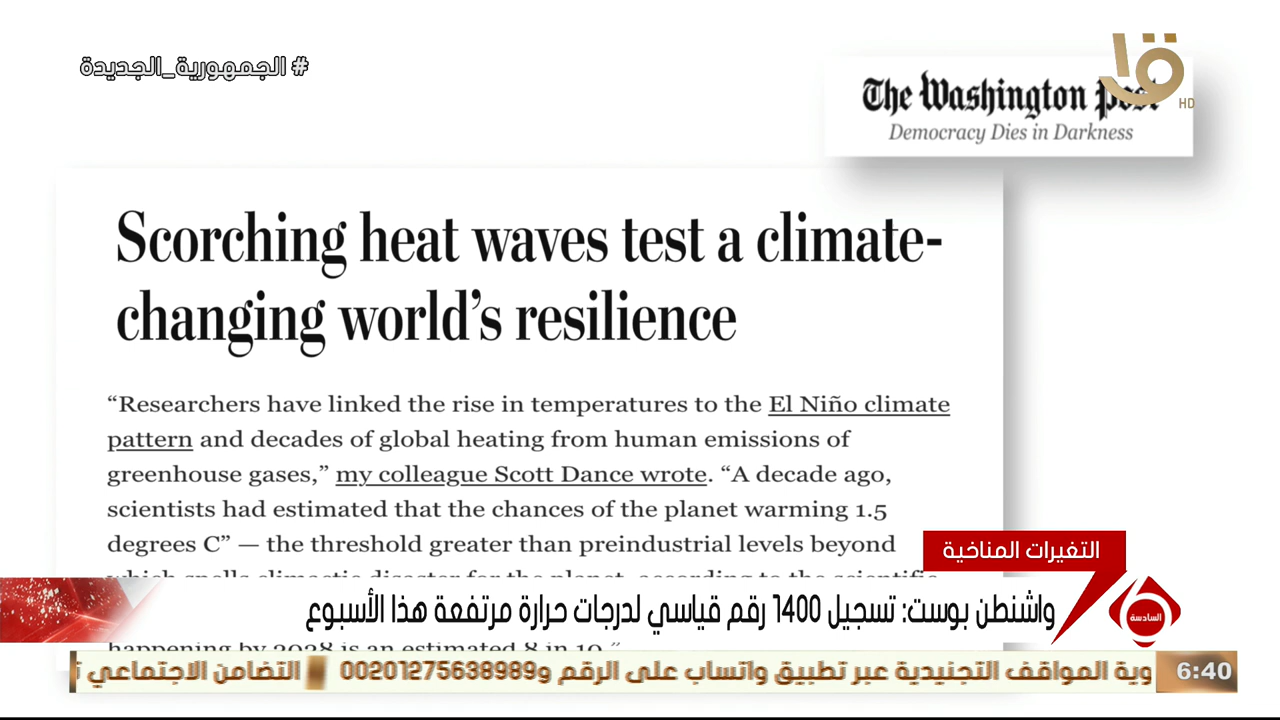 # الجمهورية_الجديدة
The Washington Post
HD
Democracy Dies in Darkness
Scorching heat waves test a climate-
changing world's resilience
“Researchers have linked the rise in temperatures to the El Niño climate
pattern and decades of global heating from human emissions of
greenhouse gases,” my colleague Scott Dance wrote. “A decade ago,
scientists had estimated that the chances of the planet warming 1.5
degrees C” — the threshold greater than preindustrial levels beyond
التغيرات المناخية
واشنطن بوست: تسجيل 1400 رقم قياسي لدرجات حرارة مرتفعة هذا الأسبوع
السادسة
happening by 2028 is an estimated 8 in 10.”
وية المواقف التجنيدية عبر تطبيق واتساب على الرقم و00201275638989 التضامن الاجتماعي
6:40